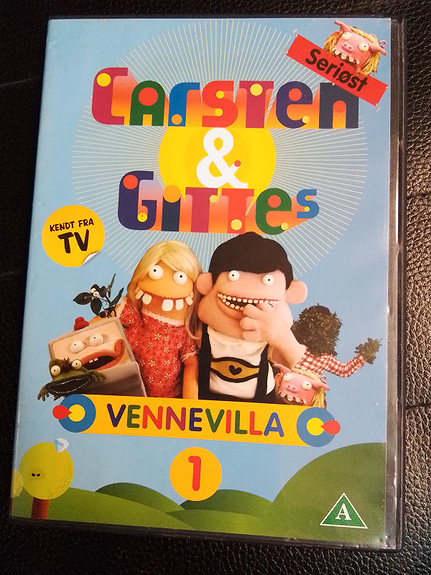 Seriøst
Carsten
&
Gittes
KENDT FRA
TV
VENNEVILLA
1
A